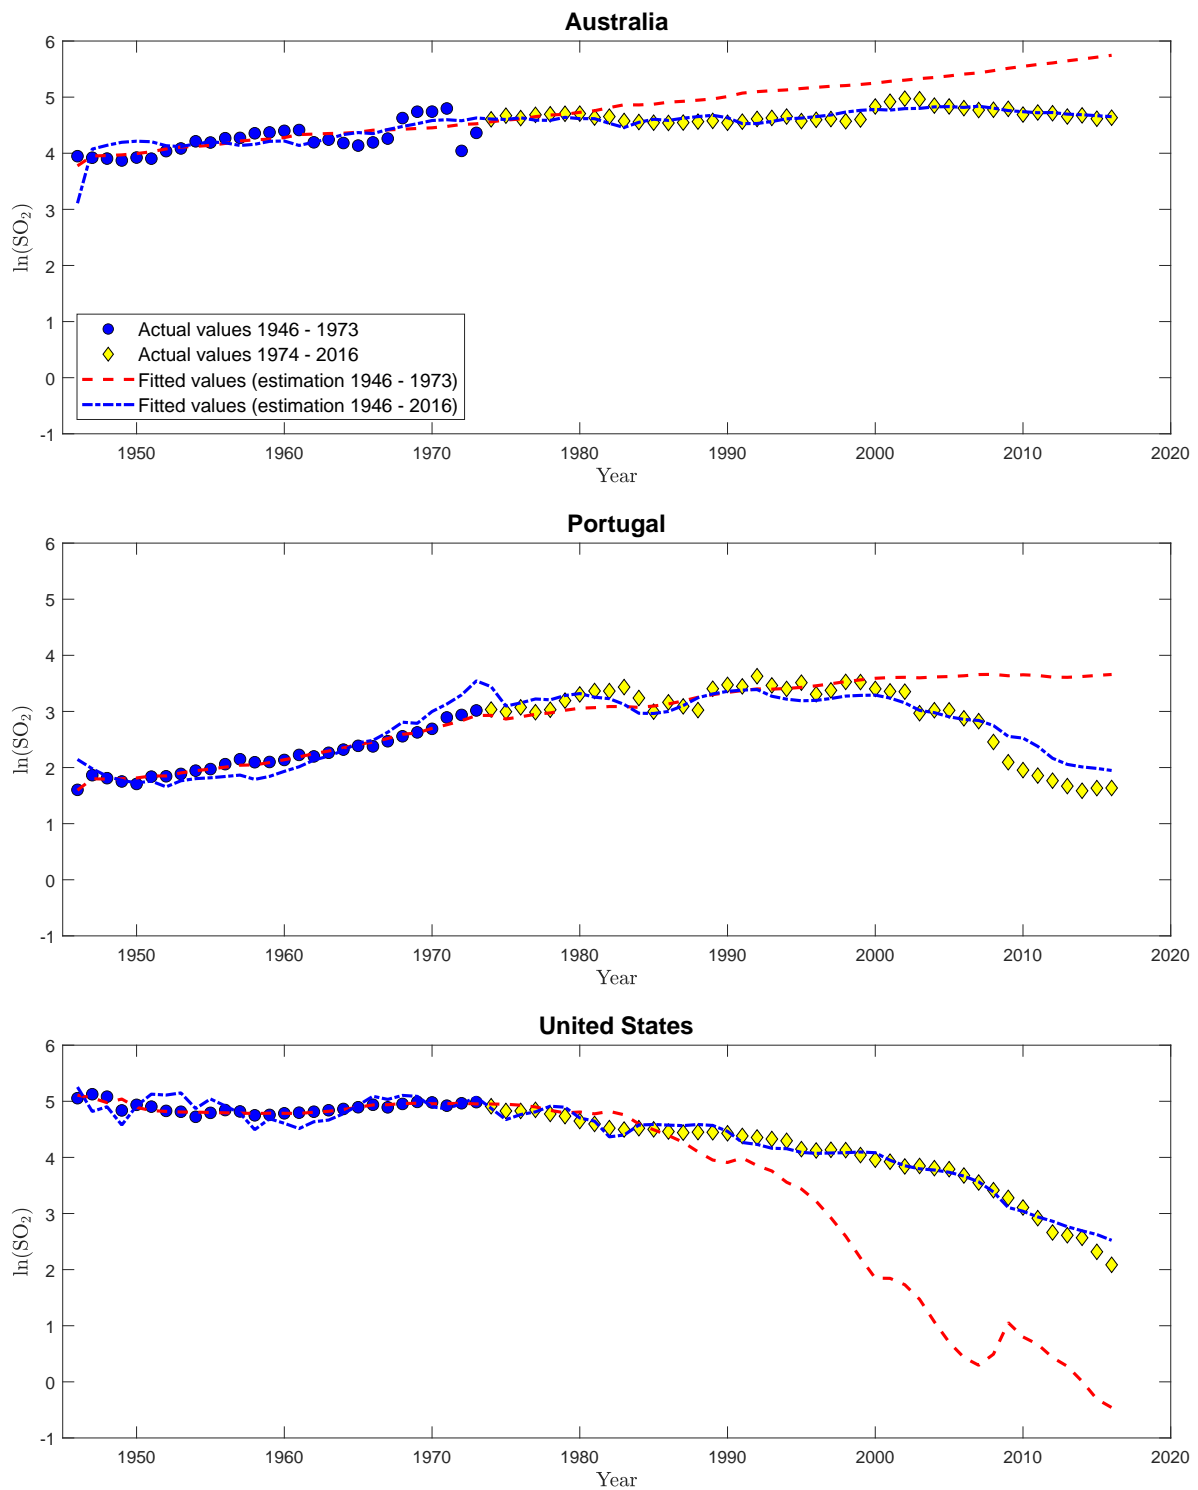 Australia
6
5
4
3
2
1
0
-1
ln(SO2)
Actual values 1946 - 1973
Actual values 1974 - 2016
Fitted values (estimation 1946 - 1973)
Fitted values (estimation 1946 - 2016)
1950 1960 1970 1980 1990 2000 2010 2020
Year
Portugal
6
5
4
3
2
1
0
-1
ln(SO2)
1950 1960 1970 1980 1990 2000 2010 2020
Year
United States
6
5
4
3
2
1
0
-1
ln(SO2)
1950 1960 1970 1980 1990 2000 2010 2020
Year